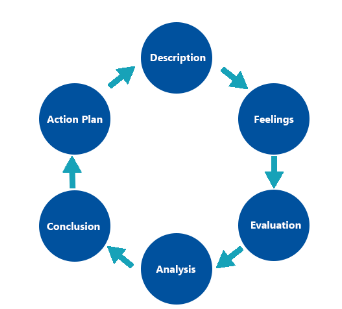 Description
Feelings
Evaluation
Analysis
Conclusion
Action Plan